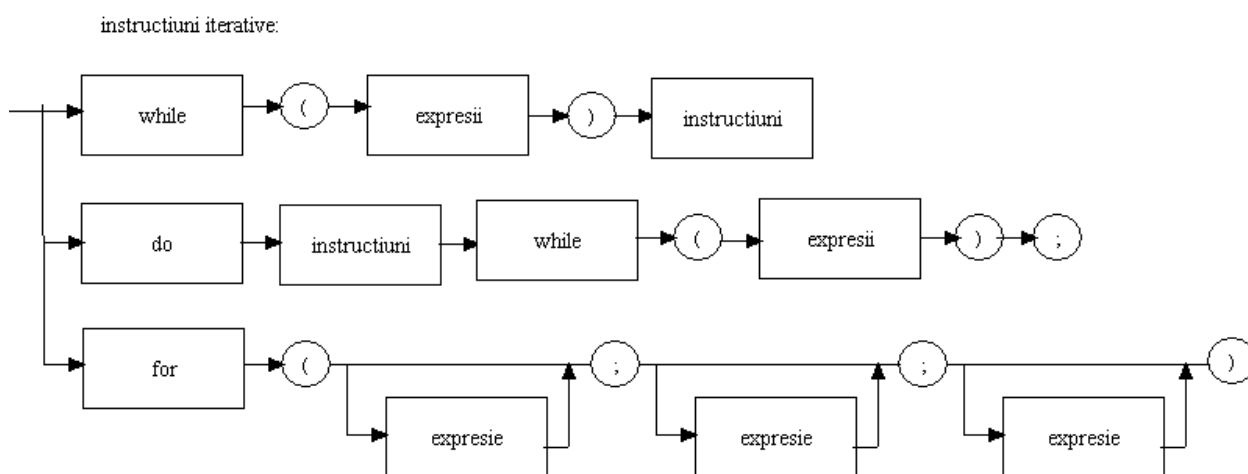 instructiuni iterative:
while ( expresii ) instructiuni
do instructiuni while ( expresii ) ;
for ( ; ; )
expresie expresie expresie